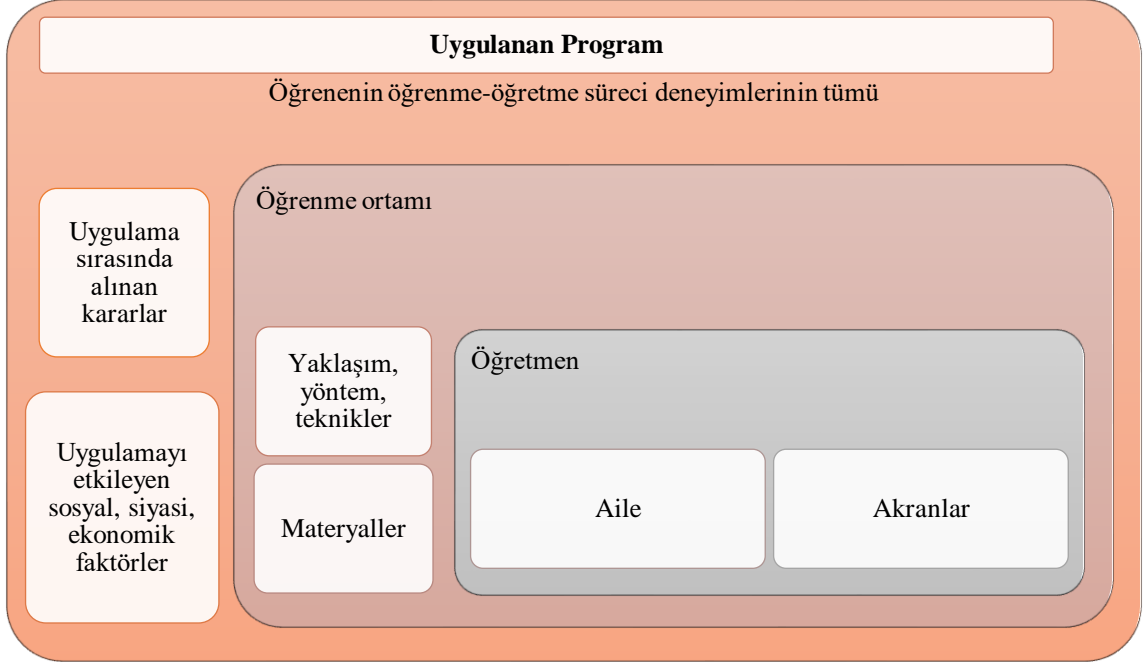 Uygulanan Program
Öğrenenin öğrenme-öğretme süreci deneyimlerinin tümü
Uygulama
sırasında
alınan
kararlar
Uygulamayı
etkileyen
sosyal, siyasi,
ekonomik
faktörler
Öğrenme ortamı
Yaklaşım,
yöntem,
teknikler
Materyaller
Öğretmen
Aile
Akranlar